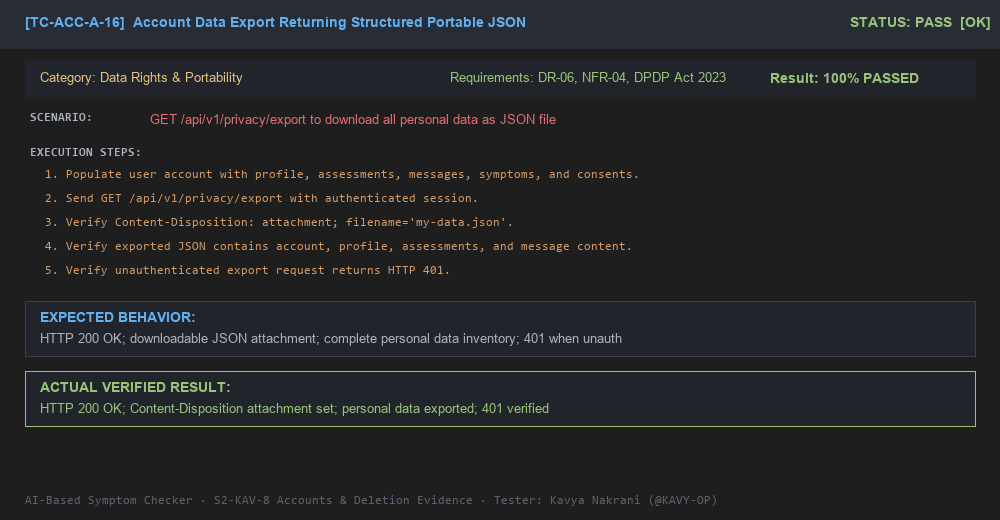 [TC-ACC-A-16] Account Data Export Returning Structured Portable JSON STATUS: PASS [OK]
Category: Data Rights & Portability Requirements: DR-06, NFR-04, DPDP Act 2023 Result: 100% PASSED
SCENARIO: GET /api/v1/privacy/export to download all personal data as JSON file
EXECUTION STEPS:
1. Populate user account with profile, assessments, messages, symptoms, and consents.
2. Send GET /api/v1/privacy/export with authenticated session.
3. Verify Content-Disposition: attachment; filename='my-data.json'.
4. Verify exported JSON contains account, profile, assessments, and message content.
5. Verify unauthenticated export request returns HTTP 401.
EXPECTED BEHAVIOR:
HTTP 200 OK; downloadable JSON attachment; complete personal data inventory; 401 when unauth
ACTUAL VERIFIED RESULT:
HTTP 200 OK; Content-Disposition attachment set; personal data exported; 401 verified
AI-Based Symptom Checker · S2-KAV-8 Accounts & Deletion Evidence · Tester: Kavya Nakrani (@KAVY-OP)